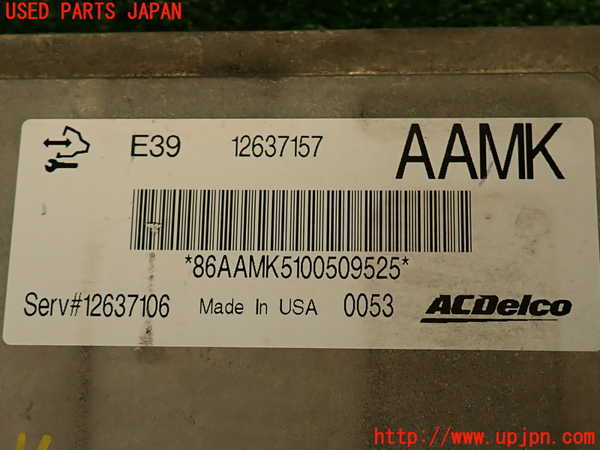 USED PARTS JAPAN
E39 12637157 AAMK
*86AAMK5100509525*
Serv#12637106 Made In USA 0053 ACDelco
http://www.upjpn.com/